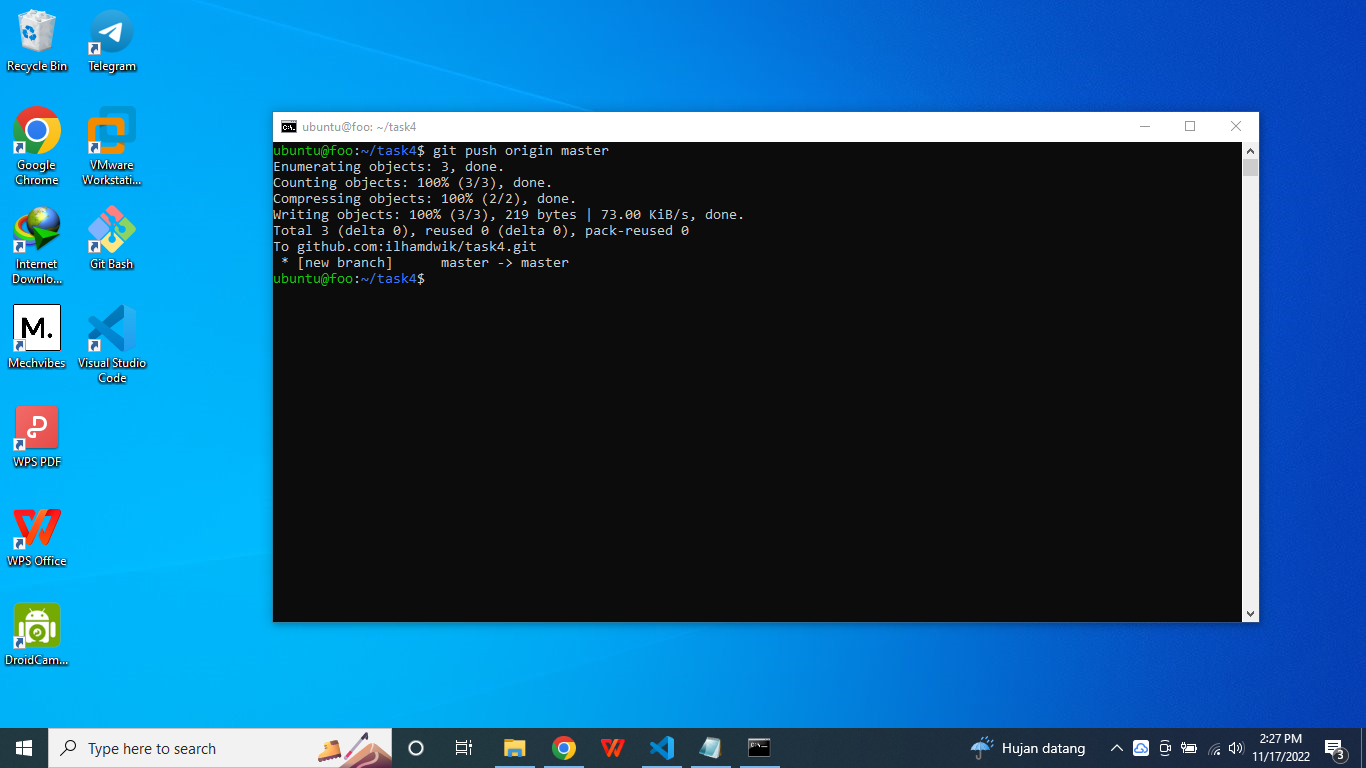 Recycle Bin
Telegram
Google
Chrome
VMware
Workstati...
Internet
Downlo...
Git Bash
M.
Mechvibes
Visual Studio
Code
WPS PDF
WPS Office
DroidCam...
C:\.
ubuntu@foo: ~/task4
ubuntu@foo:~/task4$ git push origin master
Enumerating objects: 3, done.
Counting objects: 100% (3/3), done.
Compressing objects: 100% (2/2), done.
Writing objects: 100% (3/3), 219 bytes | 73.00 KiB/s, done.
Total 3 (delta 0), reused 0 (delta 0), pack-reused 0
To github.com:ilhamdwik/task4.git
 * [new branch]      master -> master
ubuntu@foo:~/task4$
Type here to search
Hujan datang
2:27 PM
11/17/2022
3